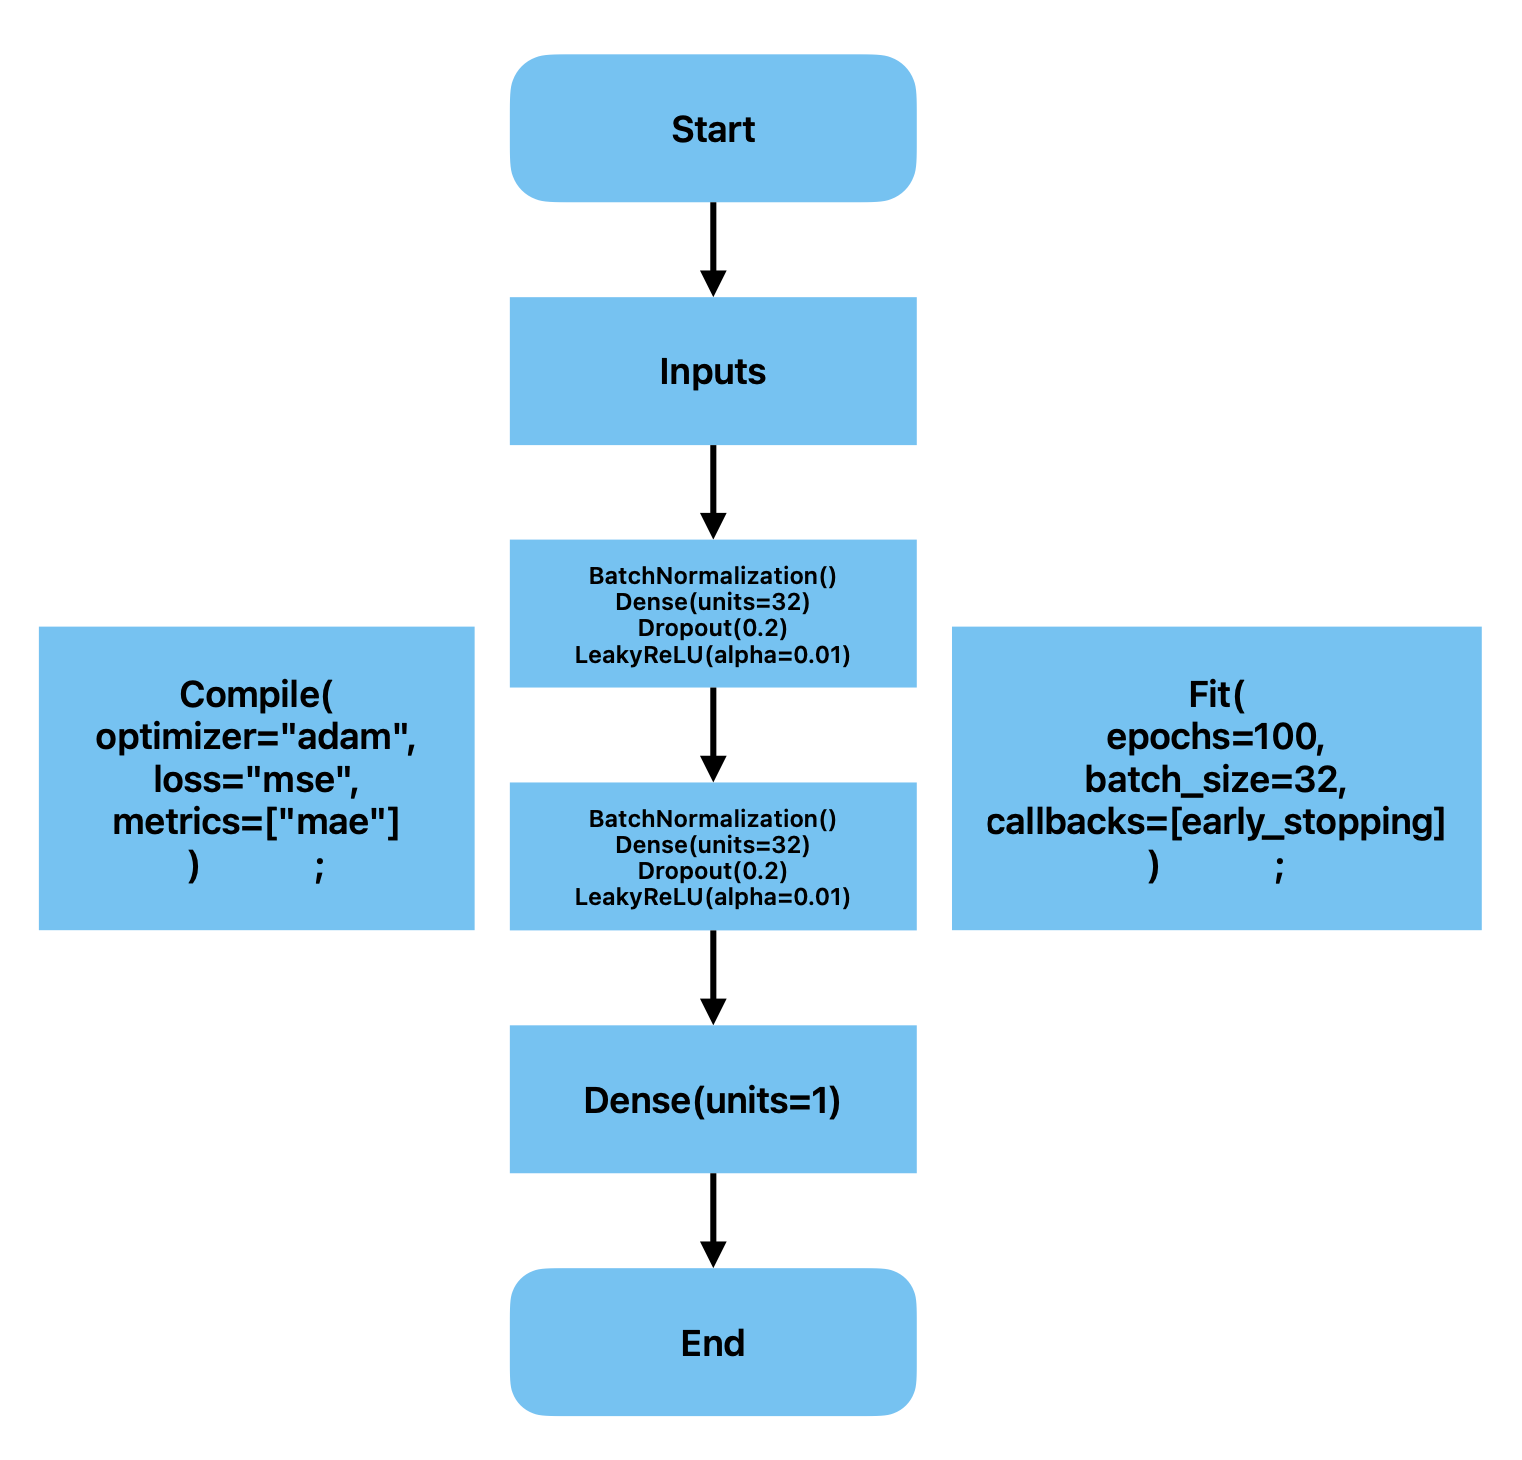 Start
Inputs
BatchNormalization()
Dense(units=32)
Dropout(0.2)
LeakyReLU(alpha=0.01)
Compile(
optimizer="adam",
loss="mse",
metrics=["mae"]
) ;
Fit(
epochs=100,
batch_size=32,
callbacks=[early_stopping]
) ;
BatchNormalization()
Dense(units=32)
Dropout(0.2)
LeakyReLU(alpha=0.01)
Dense(units=1)
End